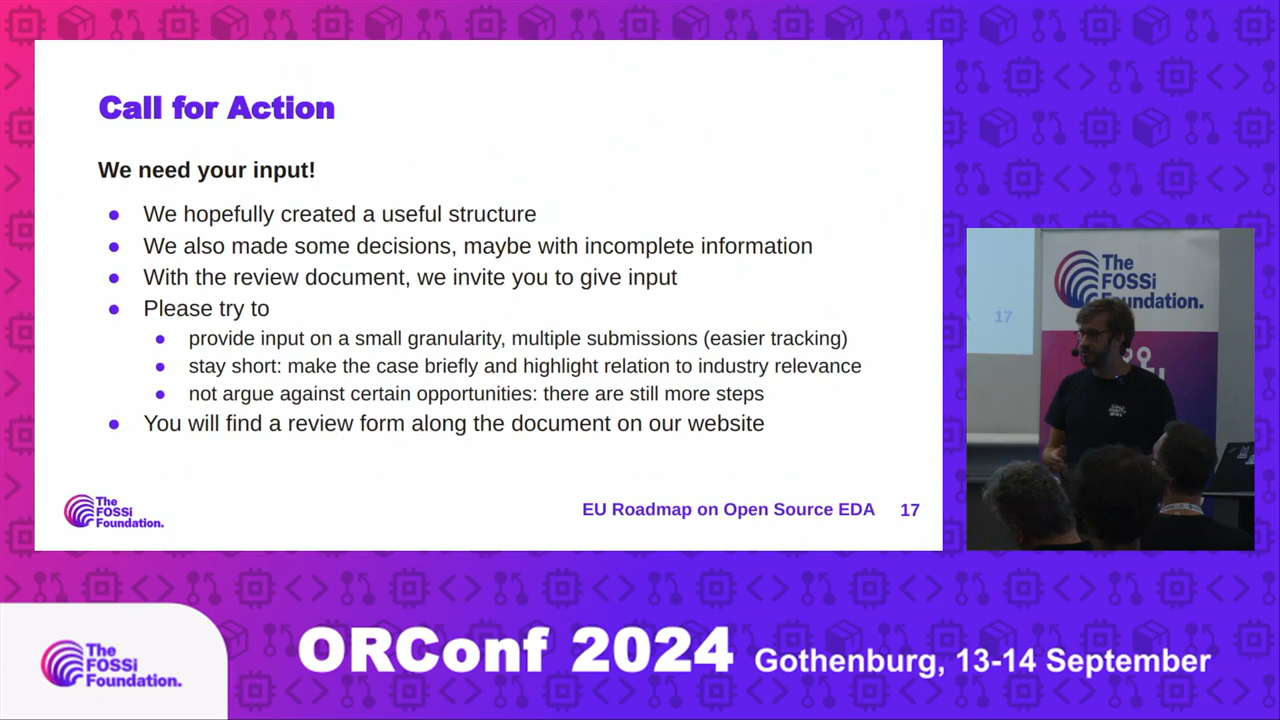 Call for Action
We need your input!
We hopefully created a useful structure
We also made some decisions, maybe with incomplete information
With the review document, we invite you to give input
Please try to
provide input on a small granularity, multiple submissions (easier tracking)
stay short: make the case briefly and highlight relation to industry relevance
not argue against certain opportunities: there are still more steps
You will find a review form along the document on our website
The
FOSSi
Foundation.
EU Roadmap on Open Source EDA 17
The
FOSSi
Foundation.
17
The
FOSSi
Foundation.
ORConf 2024 Gothenburg, 13-14 September